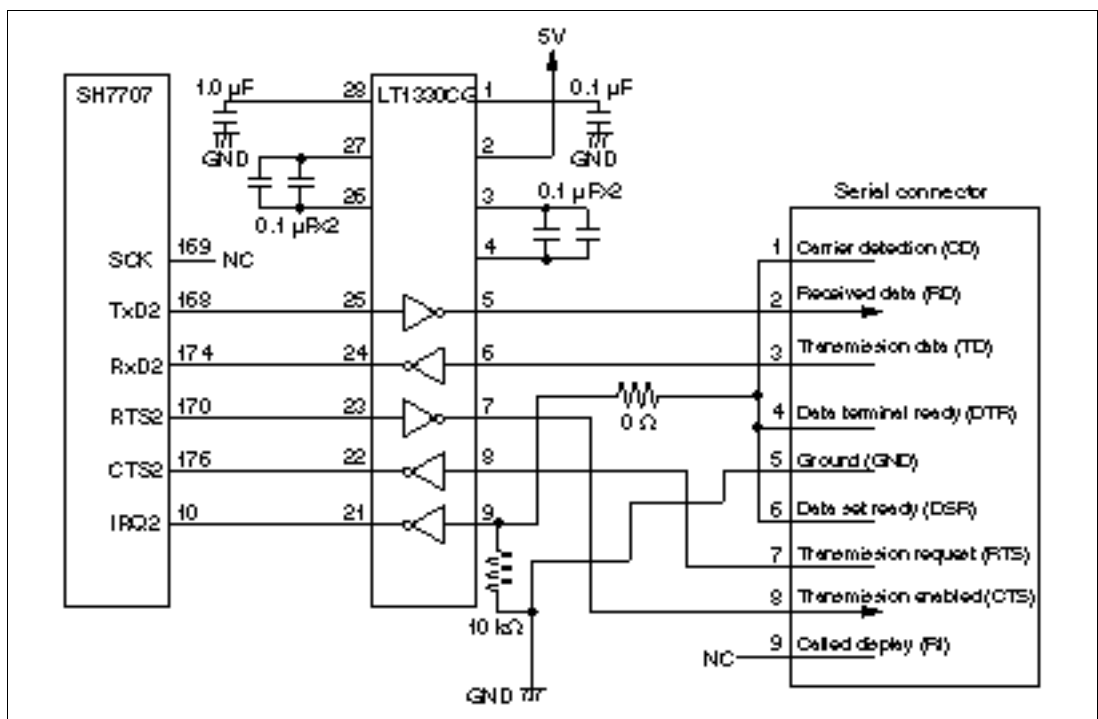 5V
SH7707
1.0 µF
28
LT1330CG
1
0.1 µF
GND
27
2
GND
26
3
0.1 µFx2
0.1 µFx2
4
Serial connector
SCK
169
NC
1
Carrier detection (CD)
TxD2
168
25
5
2
Received data (RD)
RxD2
174
24
6
3
Transmission data (TD)
RTS2
170
23
7
0 Ω
4
Data terminal ready (DTR)
CTS2
176
22
8
5
Ground (GND)
IRQ2
10
21
9
6
Data set ready (DSR)
7
Transmission request (RTS)
8
Transmission enabled (CTS)
10 kΩ
NC
9
Called display (RI)
GND